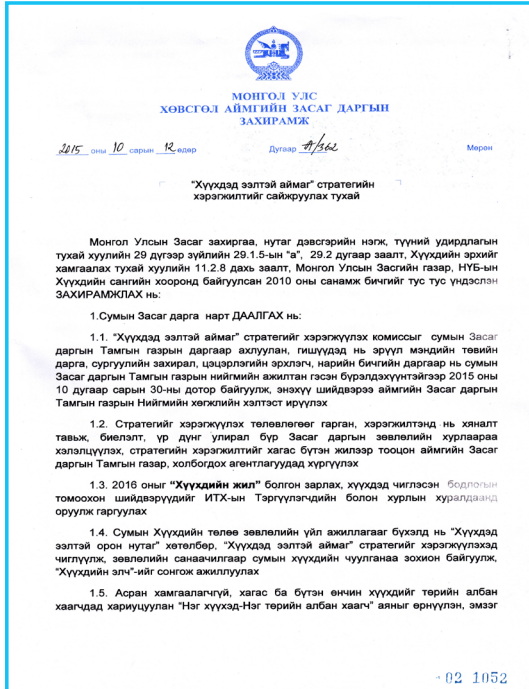 МОНГОЛ УЛС
ХӨВСГӨЛ АЙМГИЙН ЗАСАГ ДАРГЫН
ЗАХИРАМЖ
2015 оны 10 сарын 12 өдөр Дугаар А/362 Мөрөн
"Хүүхдэд ээлтэй аймаг" стратегийн
хэрэгжилтийг сайжруулах тухай
Монгол Улсын Засаг захиргаа, нутаг дэвсгэрийн нэгж, түүний удирдлагын
тухай хуулийн 29 дүгээр зүйлийн 29.1.5-ын "а", 29.2 дугаар заалт, Хүүхдийн эрхийг
хамгаалах тухай хуулийн 11.2.8 дахь заалт, Монгол Улсын Засгийн газар, НҮБ-ын
Хүүхдийн сангийн хооронд байгуулсан 2010 оны санамж бичгийг тус тус үндэслэн
ЗАХИРАМЖЛАХ нь:
1.Сумын Засаг дарга нарт ДААЛГАХ нь:
1.1. "Хүүхдэд ээлтэй аймаг" стратегийг хэрэгжүүлэх комиссыг сумын Засаг
даргын Тамгын газрын даргаар ахлуулан, гишүүдэд нь эрүүл мэндийн төвийн
дарга, сургуулийн захирал, цэцэрлэгийн эрхлэгч, нарийн бичгийн даргаар нь сумын
Засаг даргын Тамгын газрын нийгмийн ажилтан гэсэн бүрэлдэхүүнтэйгээр 2015 оны
10 дугаар сарын 30-ны дотор байгуулж, энэхүү шийдвэрээ аймгийн Засаг даргын
Тамгын газрын Нийгмийн хөгжлийн хэлтэст ирүүлэх
1.2. Стратегийг хэрэгжүүлэх төлөвлөгөөг гарган, хэрэгжилтэнд нь хяналт
тавьж, биелэлт, үр дүнг улирал бүр Засаг даргын зөвлөлийн хурлаараа
хэлэлцүүлэх, стратегийн хэрэгжилтийг хагас бүтэн жилээр тооцон аймгийн Засаг
даргын Тамгын газар, холбогдох агентлагуудад хүргүүлэх
1.3. 2016 оныг "Хүүхдийн жил" болгон зарлах, хүүхдэд чиглэсэн бодлогын
томоохон шийдвэрүүдийг ИТХ-ын Тэргүүлэгчдийн болон хурлын хуралдаанд
оруулж гаргуулах
1.4. Сумын Хүүхдийн төлөө зөвлөлийн үйл ажиллагааг бүхэлд нь "Хүүхдэд
ээлтэй орон нутаг" хөтөлбөр, "Хүүхдэд ээлтэй аймаг" стратегийг хэрэгжүүлэхэд
чиглүүлж, зөвлөлийн санаачилгаар сумын хүүхдийн чуулганаа зохион байгуулж,
"Хүүхдийн элч"-ийг сонгож ажиллуулах
1.5. Асран хамгаалагчгүй, хагас ба бүтэн өнчин хүүхдийг төрийн албан
хаагчдад хариуцуулан "Нэг хүүхэд-Нэг төрийн албан хаагч" аяныг өрнүүлэн, эмзэг
02 1052